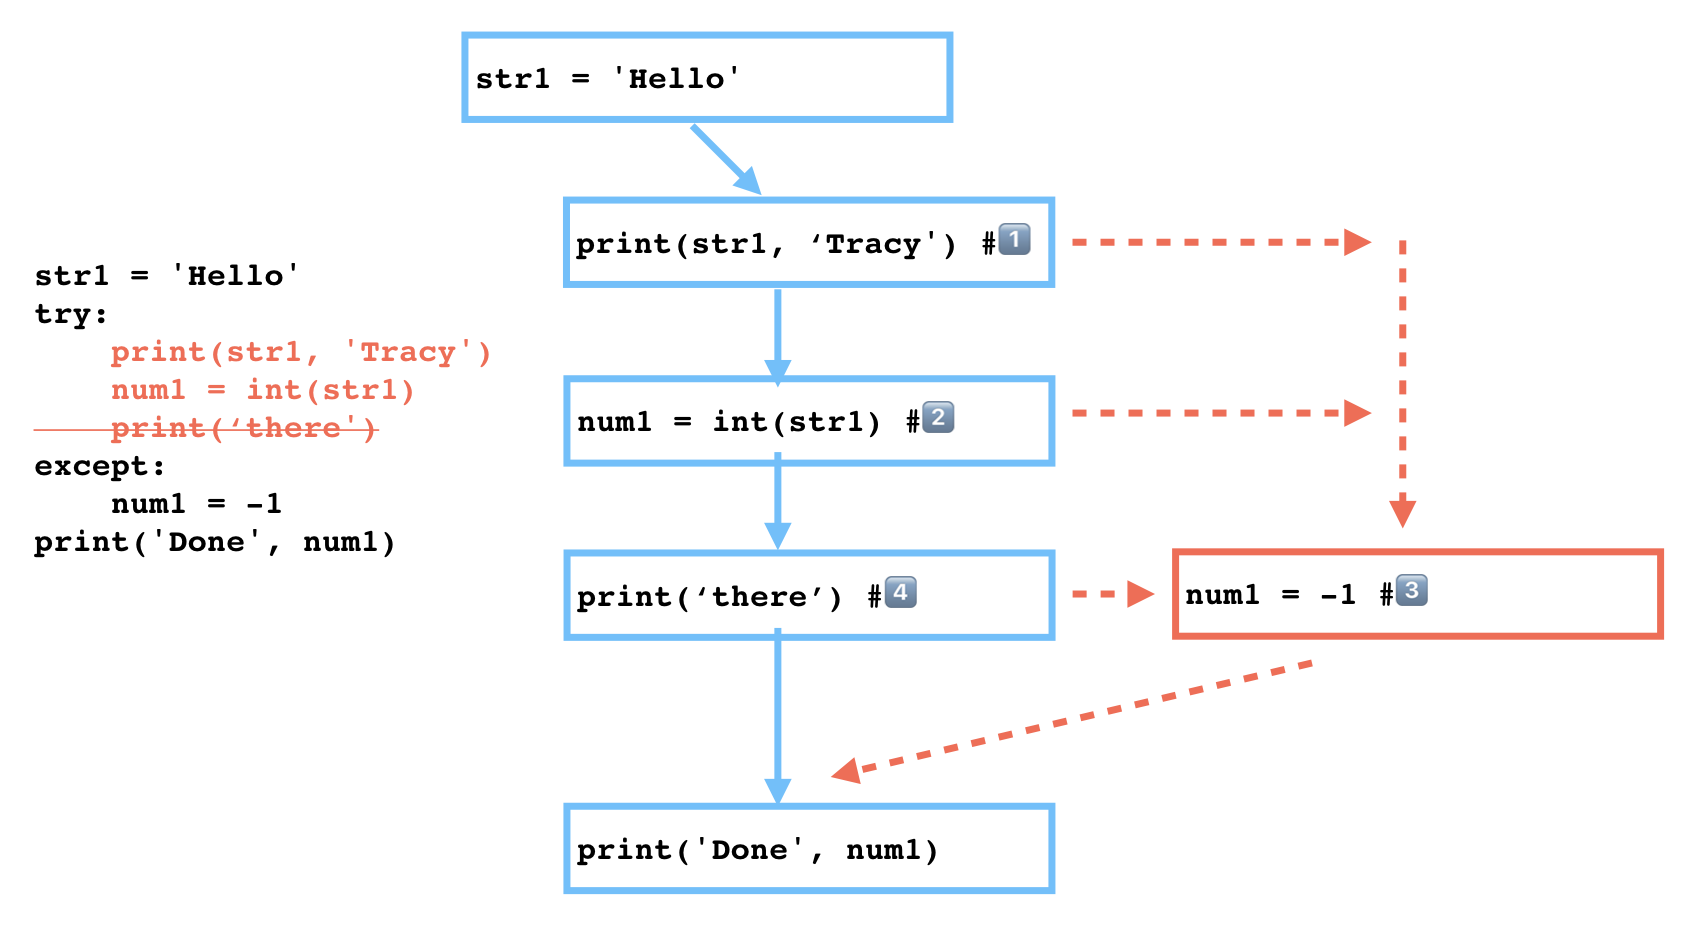 str1 = 'Hello'
try:
    print(str1, 'Tracy')
    num1 = int(str1)
    print(‘there')
except:
    num1 = -1
print('Done', num1)
str1 = 'Hello'
print(str1, ‘Tracy') #1️⃣
num1 = int(str1) #2️⃣
print(‘there’) #4️⃣
num1 = -1 #3️⃣
print('Done', num1)